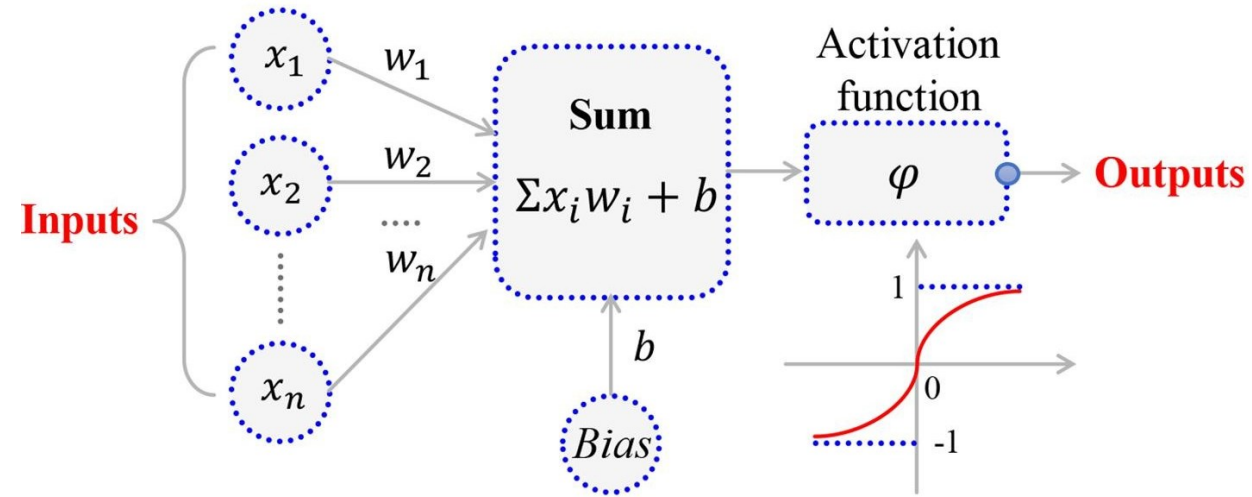 Inputs
x₁
x₂
xₙ
w₁
w₂
wₙ
Sum
Σxᵢwᵢ + b
b
Bias
Activation
function
φ
Outputs
1
0
-1